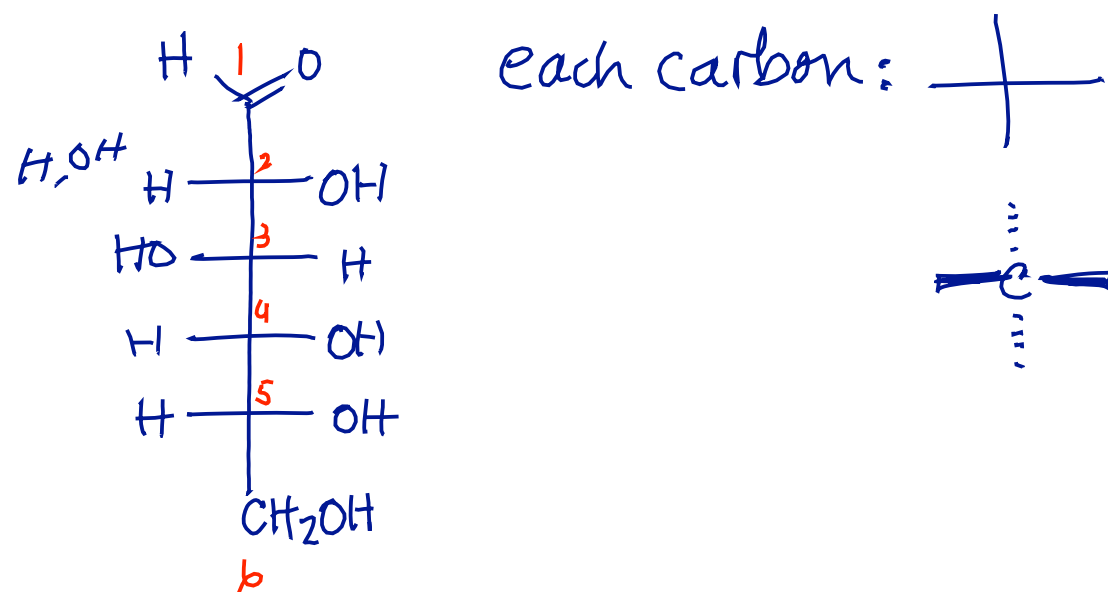 H 1 O each carbon:
H, OH
2
H OH
3
HO H
4
H OH
5
H OH
C
CH₂OH
6